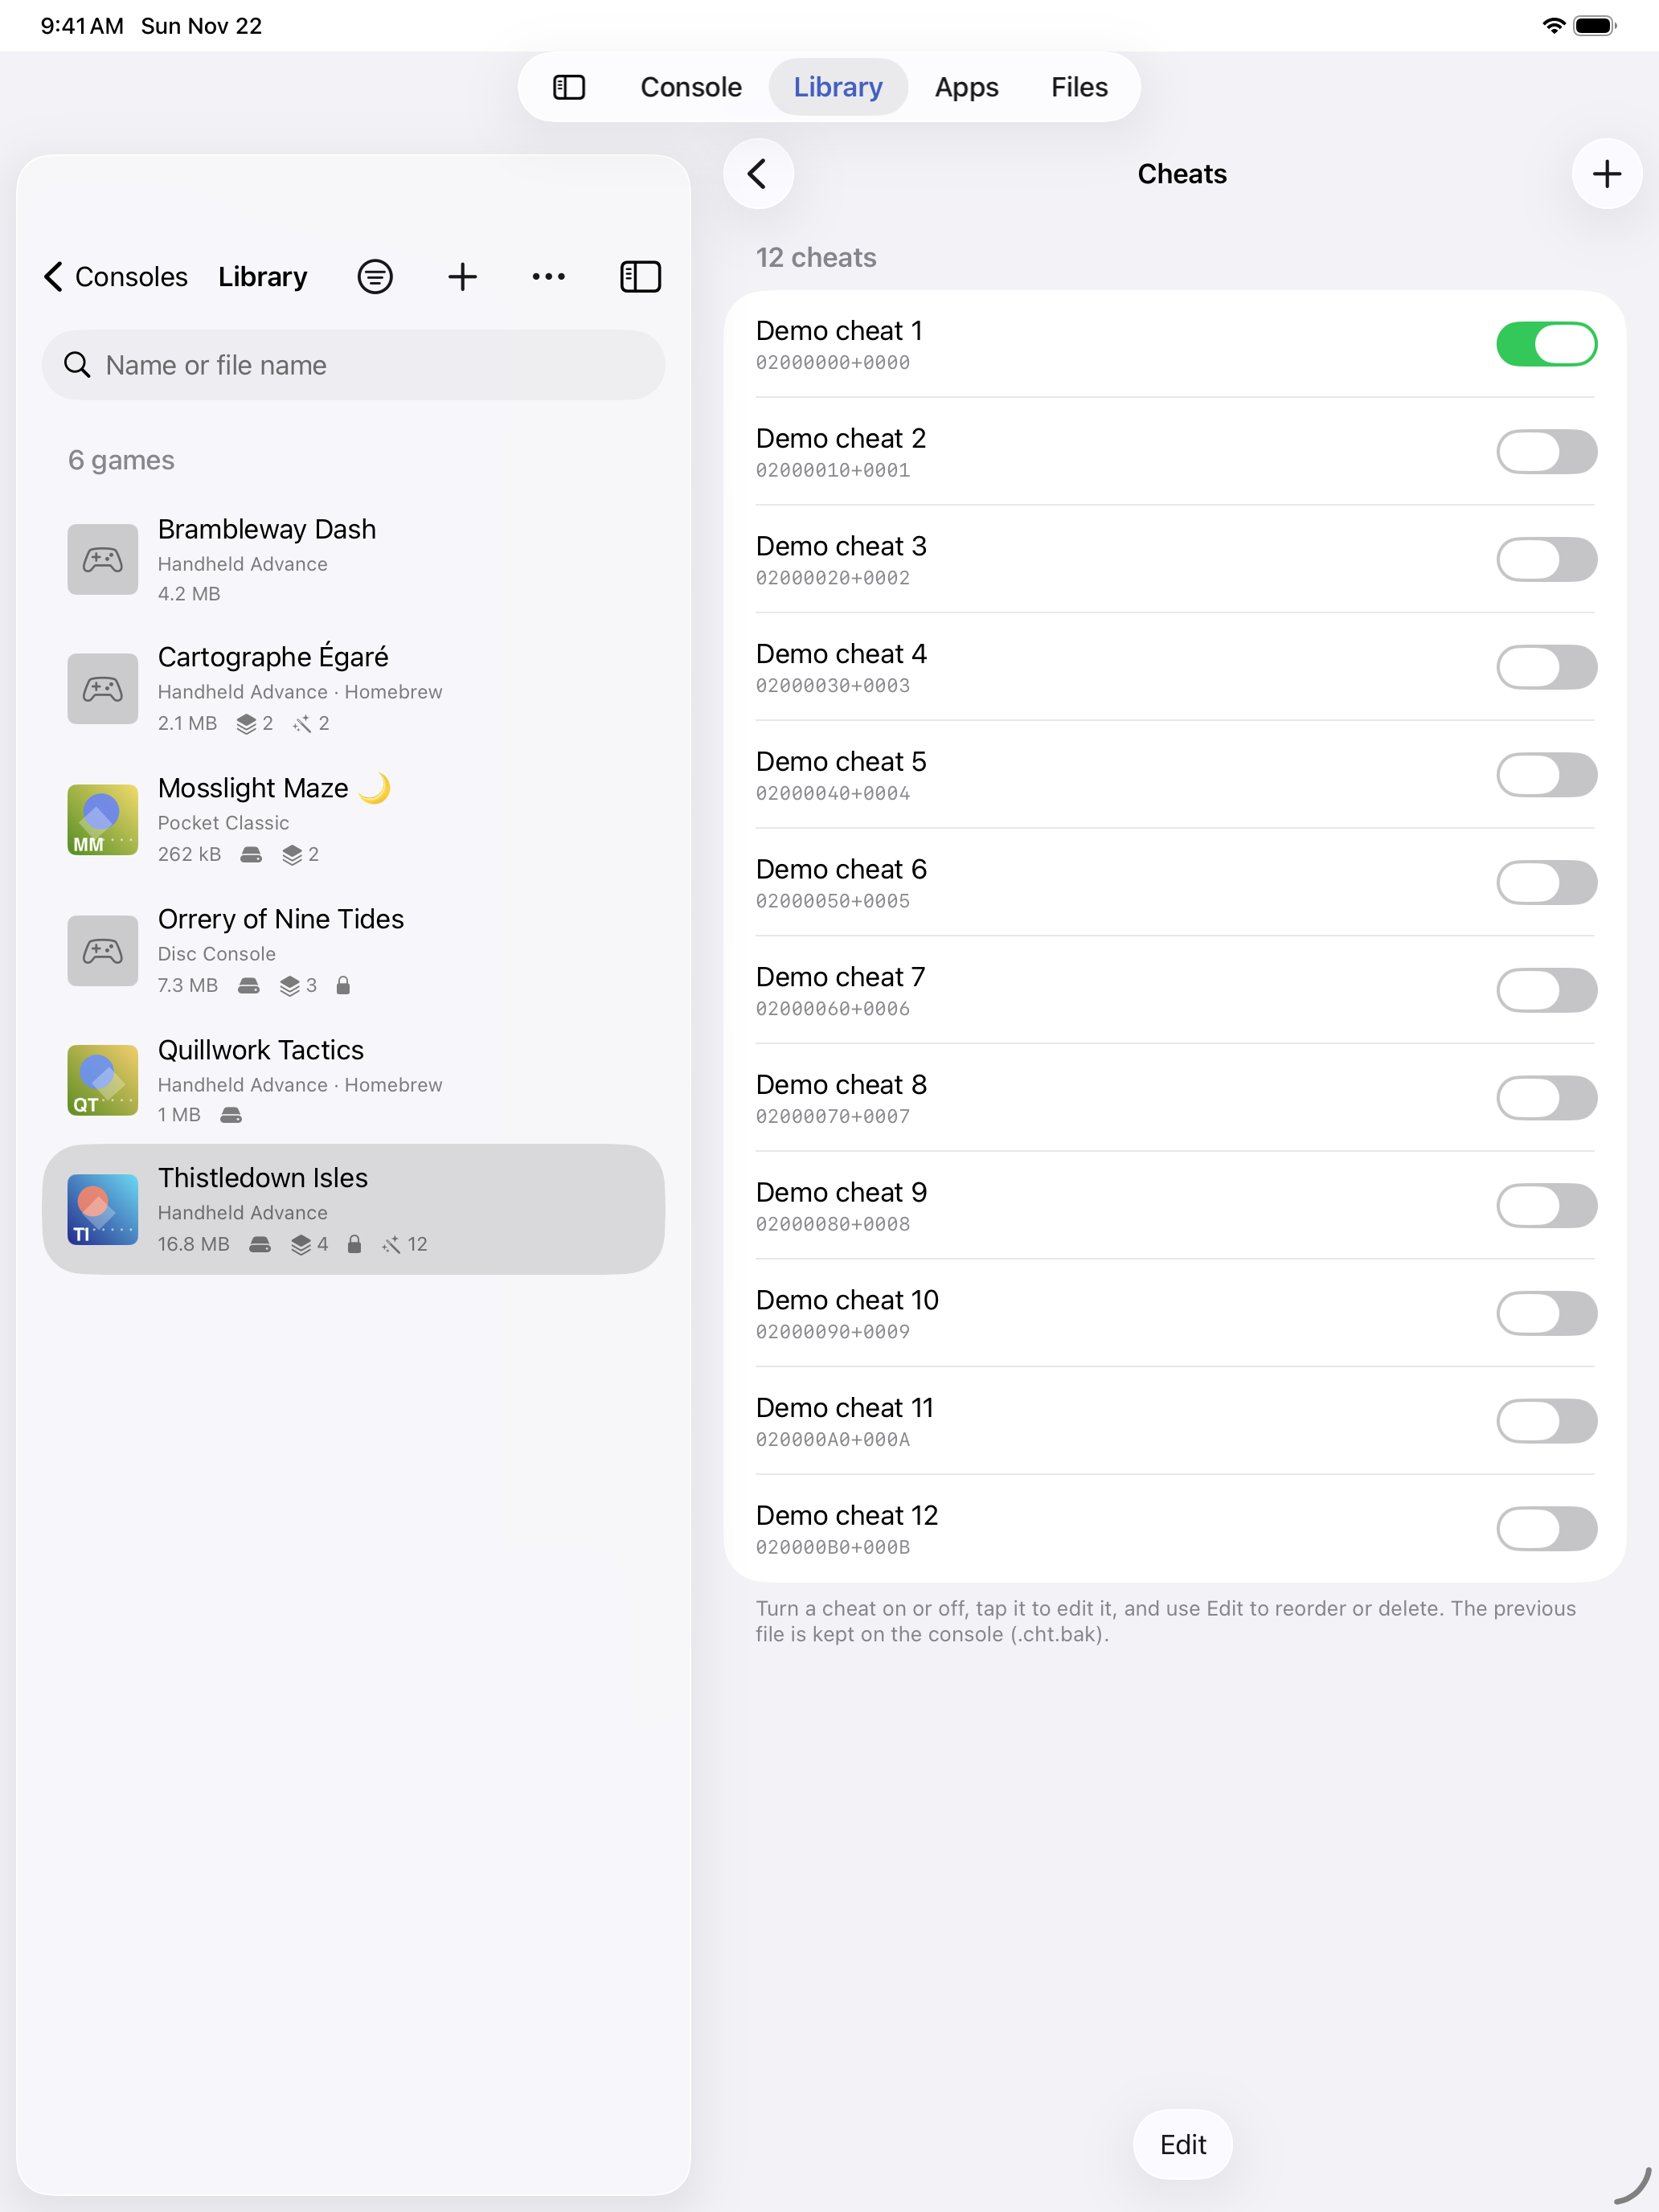 9:41 AM Sun Nov 22
Console Library Apps Files
Consoles Library
Name or file name
6 games
Brambleway Dash
Handheld Advance
4.2 MB
Cartographe Égaré
Handheld Advance · Homebrew
2.1 MB 2 2
Mosslight Maze 🌙
Pocket Classic
262 kB 2
MM
Orrery of Nine Tides
Disc Console
7.3 MB 3
Quillwork Tactics
Handheld Advance · Homebrew
1 MB
QT
Thistledown Isles
Handheld Advance
16.8 MB 4 12
TI
Cheats
12 cheats
Demo cheat 1
02000000+0000
Demo cheat 2
02000010+0001
Demo cheat 3
02000020+0002
Demo cheat 4
02000030+0003
Demo cheat 5
02000040+0004
Demo cheat 6
02000050+0005
Demo cheat 7
02000060+0006
Demo cheat 8
02000070+0007
Demo cheat 9
02000080+0008
Demo cheat 10
02000090+0009
Demo cheat 11
020000A0+000A
Demo cheat 12
020000B0+000B
Turn a cheat on or off, tap it to edit it, and use Edit to reorder or delete. The previous
file is kept on the console (.cht.bak).
Edit